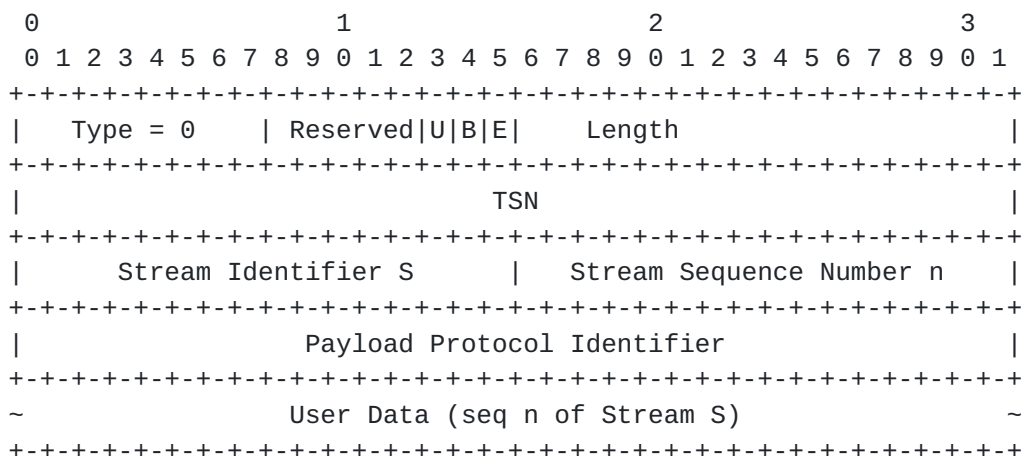 0                   1                   2                   3
 0 1 2 3 4 5 6 7 8 9 0 1 2 3 4 5 6 7 8 9 0 1 2 3 4 5 6 7 8 9 0 1
+-+-+-+-+-+-+-+-+-+-+-+-+-+-+-+-+-+-+-+-+-+-+-+-+-+-+-+-+-+-+-+-+
|   Type = 0    | Reserved|U|B|E|    Length                     |
+-+-+-+-+-+-+-+-+-+-+-+-+-+-+-+-+-+-+-+-+-+-+-+-+-+-+-+-+-+-+-+-+
|                              TSN                              |
+-+-+-+-+-+-+-+-+-+-+-+-+-+-+-+-+-+-+-+-+-+-+-+-+-+-+-+-+-+-+-+-+
|      Stream Identifier S      |   Stream Sequence Number n    |
+-+-+-+-+-+-+-+-+-+-+-+-+-+-+-+-+-+-+-+-+-+-+-+-+-+-+-+-+-+-+-+-+
|                  Payload Protocol Identifier                  |
+-+-+-+-+-+-+-+-+-+-+-+-+-+-+-+-+-+-+-+-+-+-+-+-+-+-+-+-+-+-+-+-+
~                 User Data (seq n of Stream S)                 ~
+-+-+-+-+-+-+-+-+-+-+-+-+-+-+-+-+-+-+-+-+-+-+-+-+-+-+-+-+-+-+-+-+